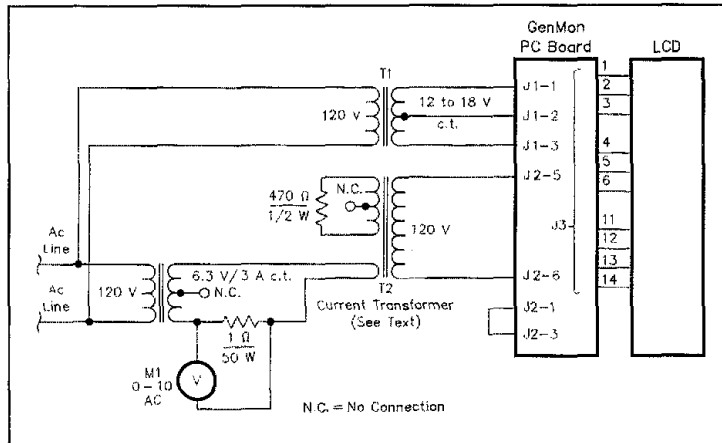 GenMon
PC Board
LCD
T1
120 V
12 to 18 V
c.t.
J1-1
J1-2
J1-3
J2-5
J3
J2-6
J2-1
J2-3
1
2
3
4
5
6
11
12
13
14
470 Ω
1/2 W
N.C.
120 V
T2
Current Transformer
(See Text)
Ac
Line
Ac
Line
120 V
6.3 V/3 A c.t.
N.C.
1 Ω
50 W
M1
0-10
AC
V
N.C. = No Connection